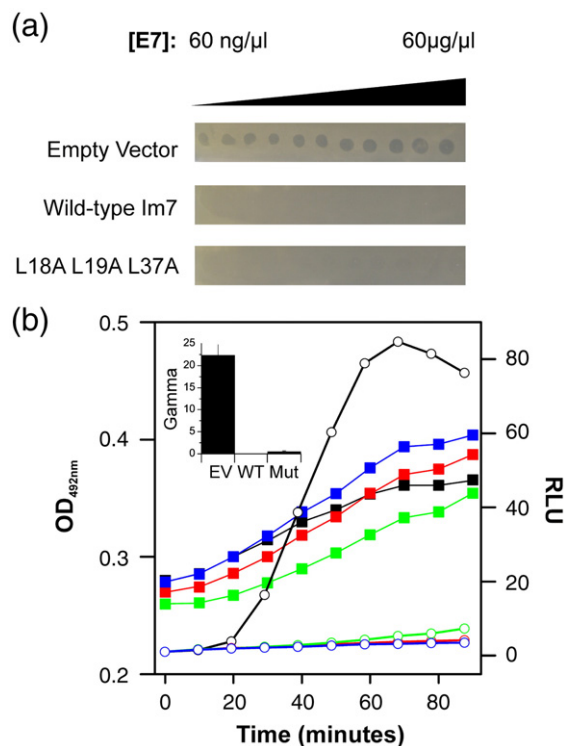 (a)
[E7]: 60 ng/µl 60µg/µl
Empty Vector
Wild-type Im7
L18A L19A L37A
(b)
0.5
0.4
0.3
0.2
OD492nm
25
20
15
10
5
0
Gamma
EV WT Mut
80
60
40
20
0
RLU
0 20 40 60 80
Time (minutes)